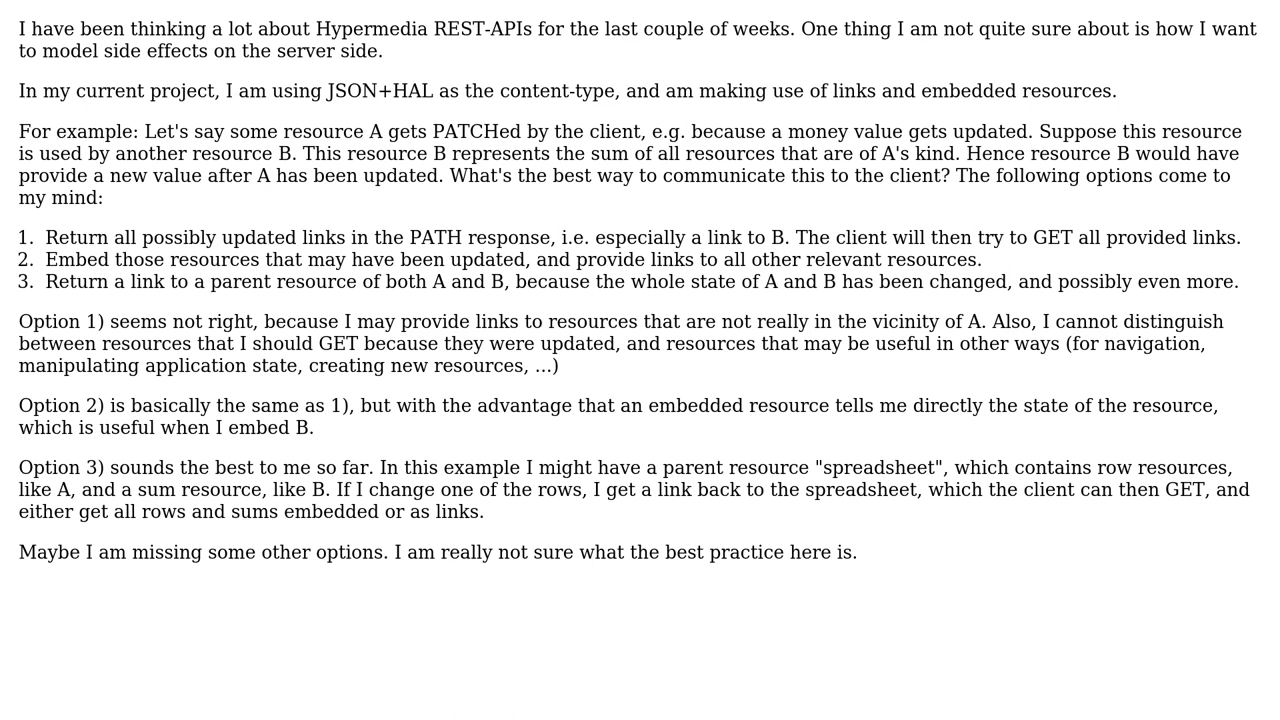 I have been thinking a lot about Hypermedia REST-APIs for the last couple of weeks. One thing I am not quite sure about is how I want
to model side effects on the server side.
In my current project, I am using JSON+HAL as the content-type, and am making use of links and embedded resources.
For example: Let's say some resource A gets PATCHed by the client, e.g. because a money value gets updated. Suppose this resource
is used by another resource B. This resource B represents the sum of all resources that are of A's kind. Hence resource B would have
provide a new value after A has been updated. What's the best way to communicate this to the client? The following options come to
my mind:
1. Return all possibly updated links in the PATH response, i.e. especially a link to B. The client will then try to GET all provided links.
2. Embed those resources that may have been updated, and provide links to all other relevant resources.
3. Return a link to a parent resource of both A and B, because the whole state of A and B has been changed, and possibly even more.
Option 1) seems not right, because I may provide links to resources that are not really in the vicinity of A. Also, I cannot distinguish
between resources that I should GET because they were updated, and resources that may be useful in other ways (for navigation,
manipulating application state, creating new resources, ...)
Option 2) is basically the same as 1), but with the advantage that an embedded resource tells me directly the state of the resource,
which is useful when I embed B.
Option 3) sounds the best to me so far. In this example I might have a parent resource "spreadsheet", which contains row resources,
like A, and a sum resource, like B. If I change one of the rows, I get a link back to the spreadsheet, which the client can then GET, and
either get all rows and sums embedded or as links.
Maybe I am missing some other options. I am really not sure what the best practice here is.